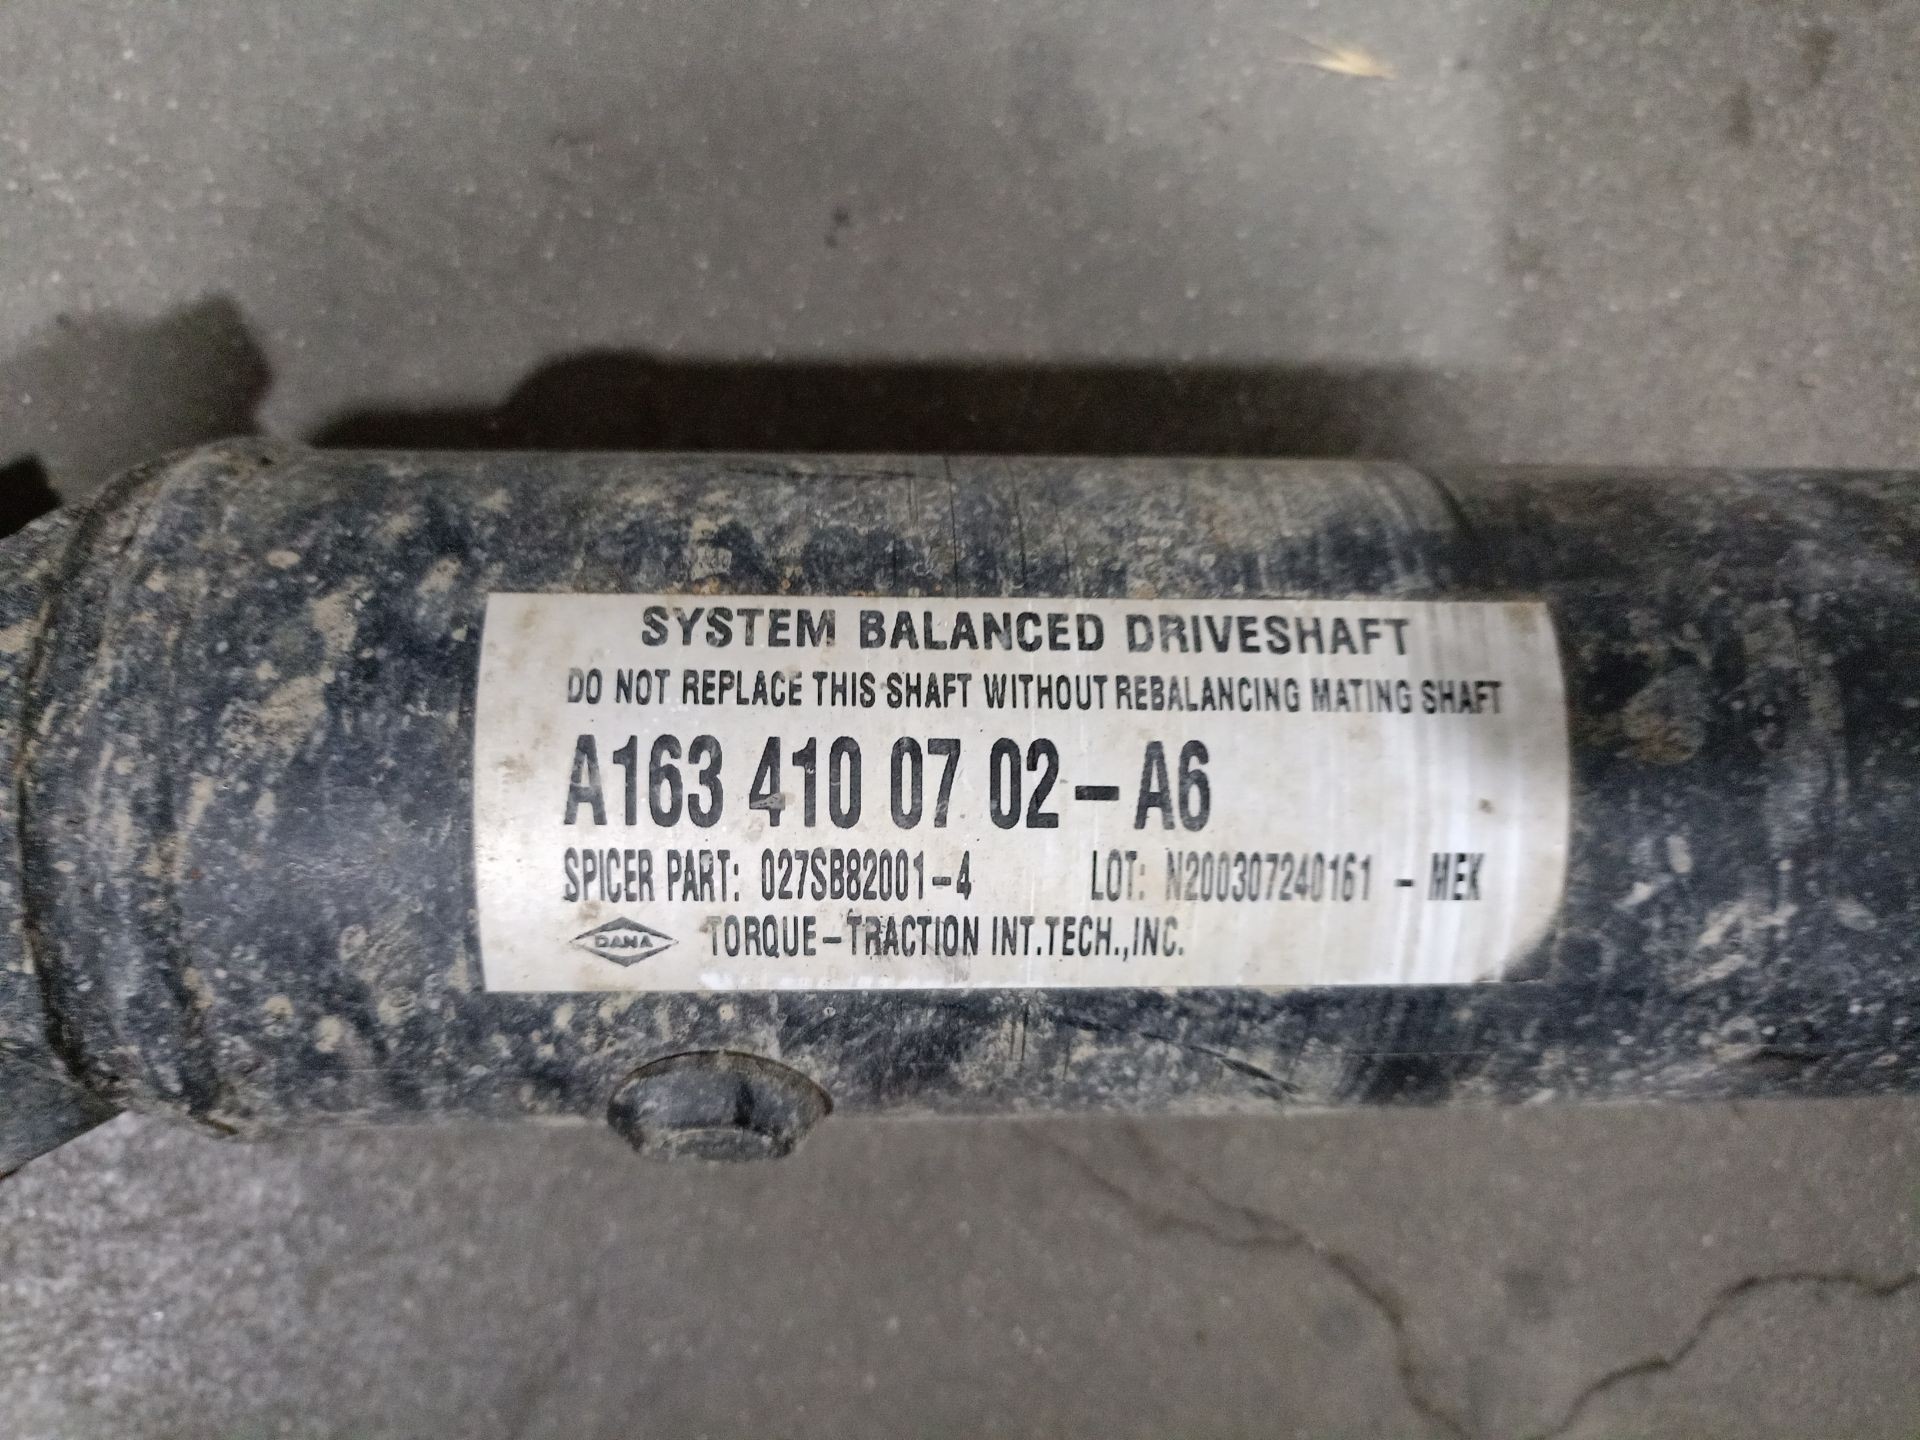 SYSTEM BALANCED DRIVESHAFT
DO NOT REPLACE THIS SHAFT WITHOUT REBALANCING MATING SHAFT
A163 410 07 02-A6
SPICER PART: 027SB82001-4 LOT: N200307240161 - MEK
DANA TORQUE-TRACTION INT.TECH.,INC.